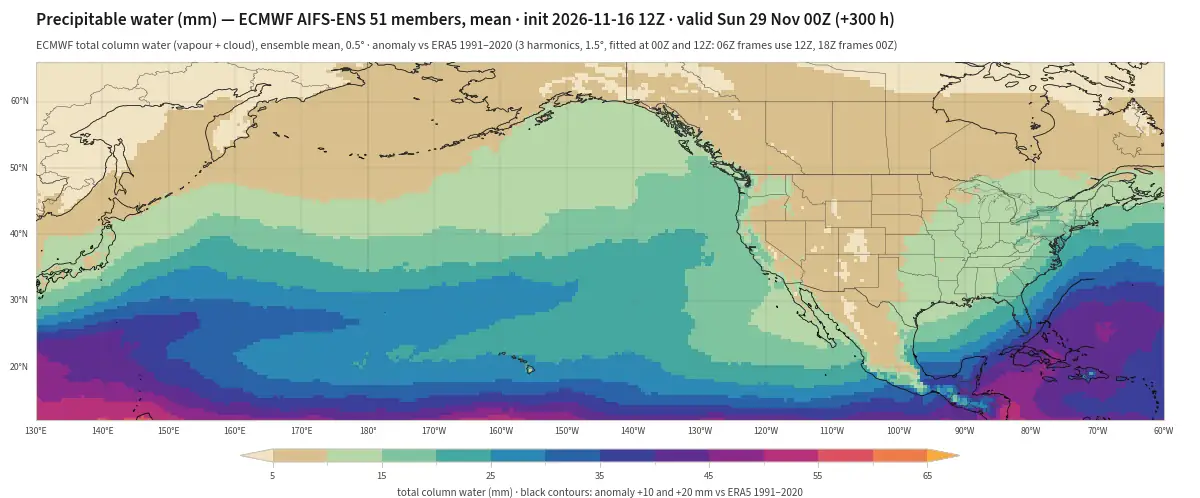 Precipitable water (mm) — ECMWF AIFS-ENS 51 members, mean · init 2026-11-16 12Z · valid Sun 29 Nov 00Z (+300 h)
ECMWF total column water (vapour + cloud), ensemble mean, 0.5° · anomaly vs ERA5 1991–2020 (3 harmonics, 1.5°, fitted at 00Z and 12Z: 06Z frames use 12Z, 18Z frames 00Z)
60°N
50°N
40°N
30°N
20°N
130°E 140°E 150°E 160°E 170°E 180° 170°W 160°W 150°W 140°W 130°W 120°W 110°W 100°W 90°W 80°W 70°W 60°W
5 15 25 35 45 55 65
total column water (mm) · black contours: anomaly +10 and +20 mm vs ERA5 1991–2020